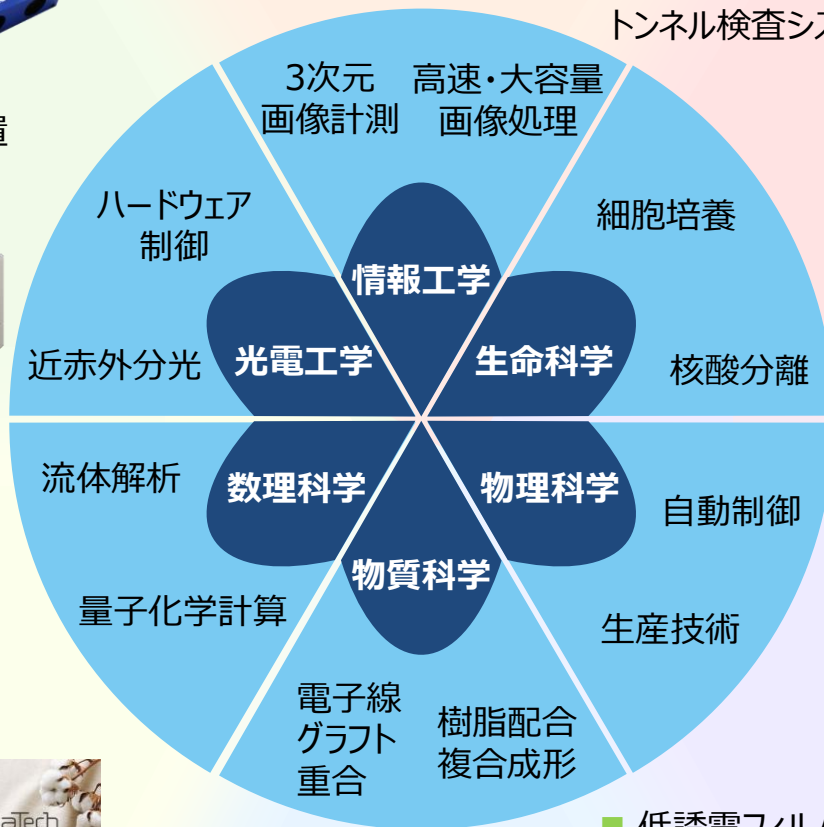 トンネル検査シス
3次元
画像計測
高速・大容量
画像処理
置
ハードウェア
制御
細胞培養
情報工学
近赤外分光
光電工学
生命科学
核酸分離
流体解析
数理科学
物理科学
自動制御
物質科学
量子化学計算
生産技術
電子線
グラフト
重合
樹脂配合
複合成形
aTech